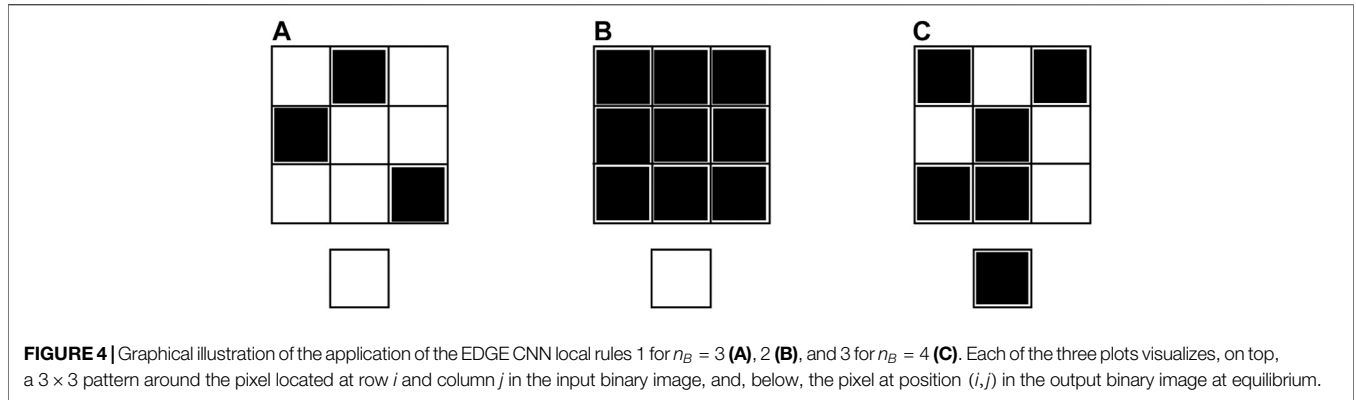 A B C
FIGURE 4 | Graphical illustration of the application of the EDGE CNN local rules 1 for n_B = 3 (A), 2 (B), and 3 for n_B = 4 (C). Each of the three plots visualizes, on top,
a 3 × 3 pattern around the pixel located at row i and column j in the input binary image, and, below, the pixel at position (i,j) in the output binary image at equilibrium.